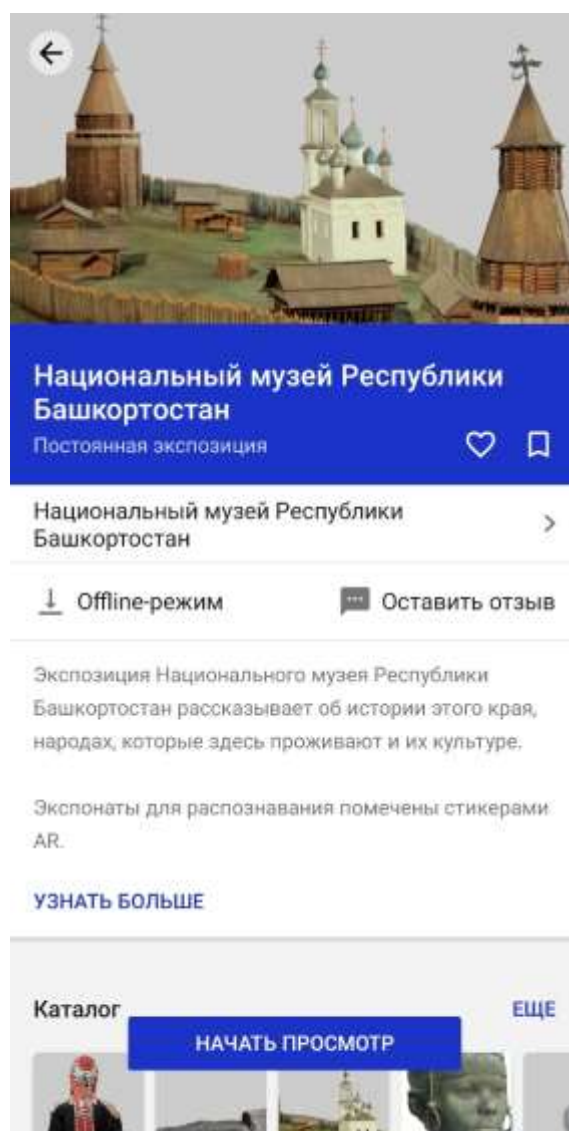 Национальный музей Республики
Башкортостан
Постоянная экспозиция
Национальный музей Республики
Башкортостан
Offline-режим
Оставить отзыв
Экспозиция Национального музея Республики
Башкортостан рассказывает об истории этого края,
народах, которые здесь проживают и их культуре.
Экспонаты для распознавания помечены стикерами
AR.
УЗНАТЬ БОЛЬШЕ
Каталог
ЕЩЕ
НАЧАТЬ ПРОСМОТР